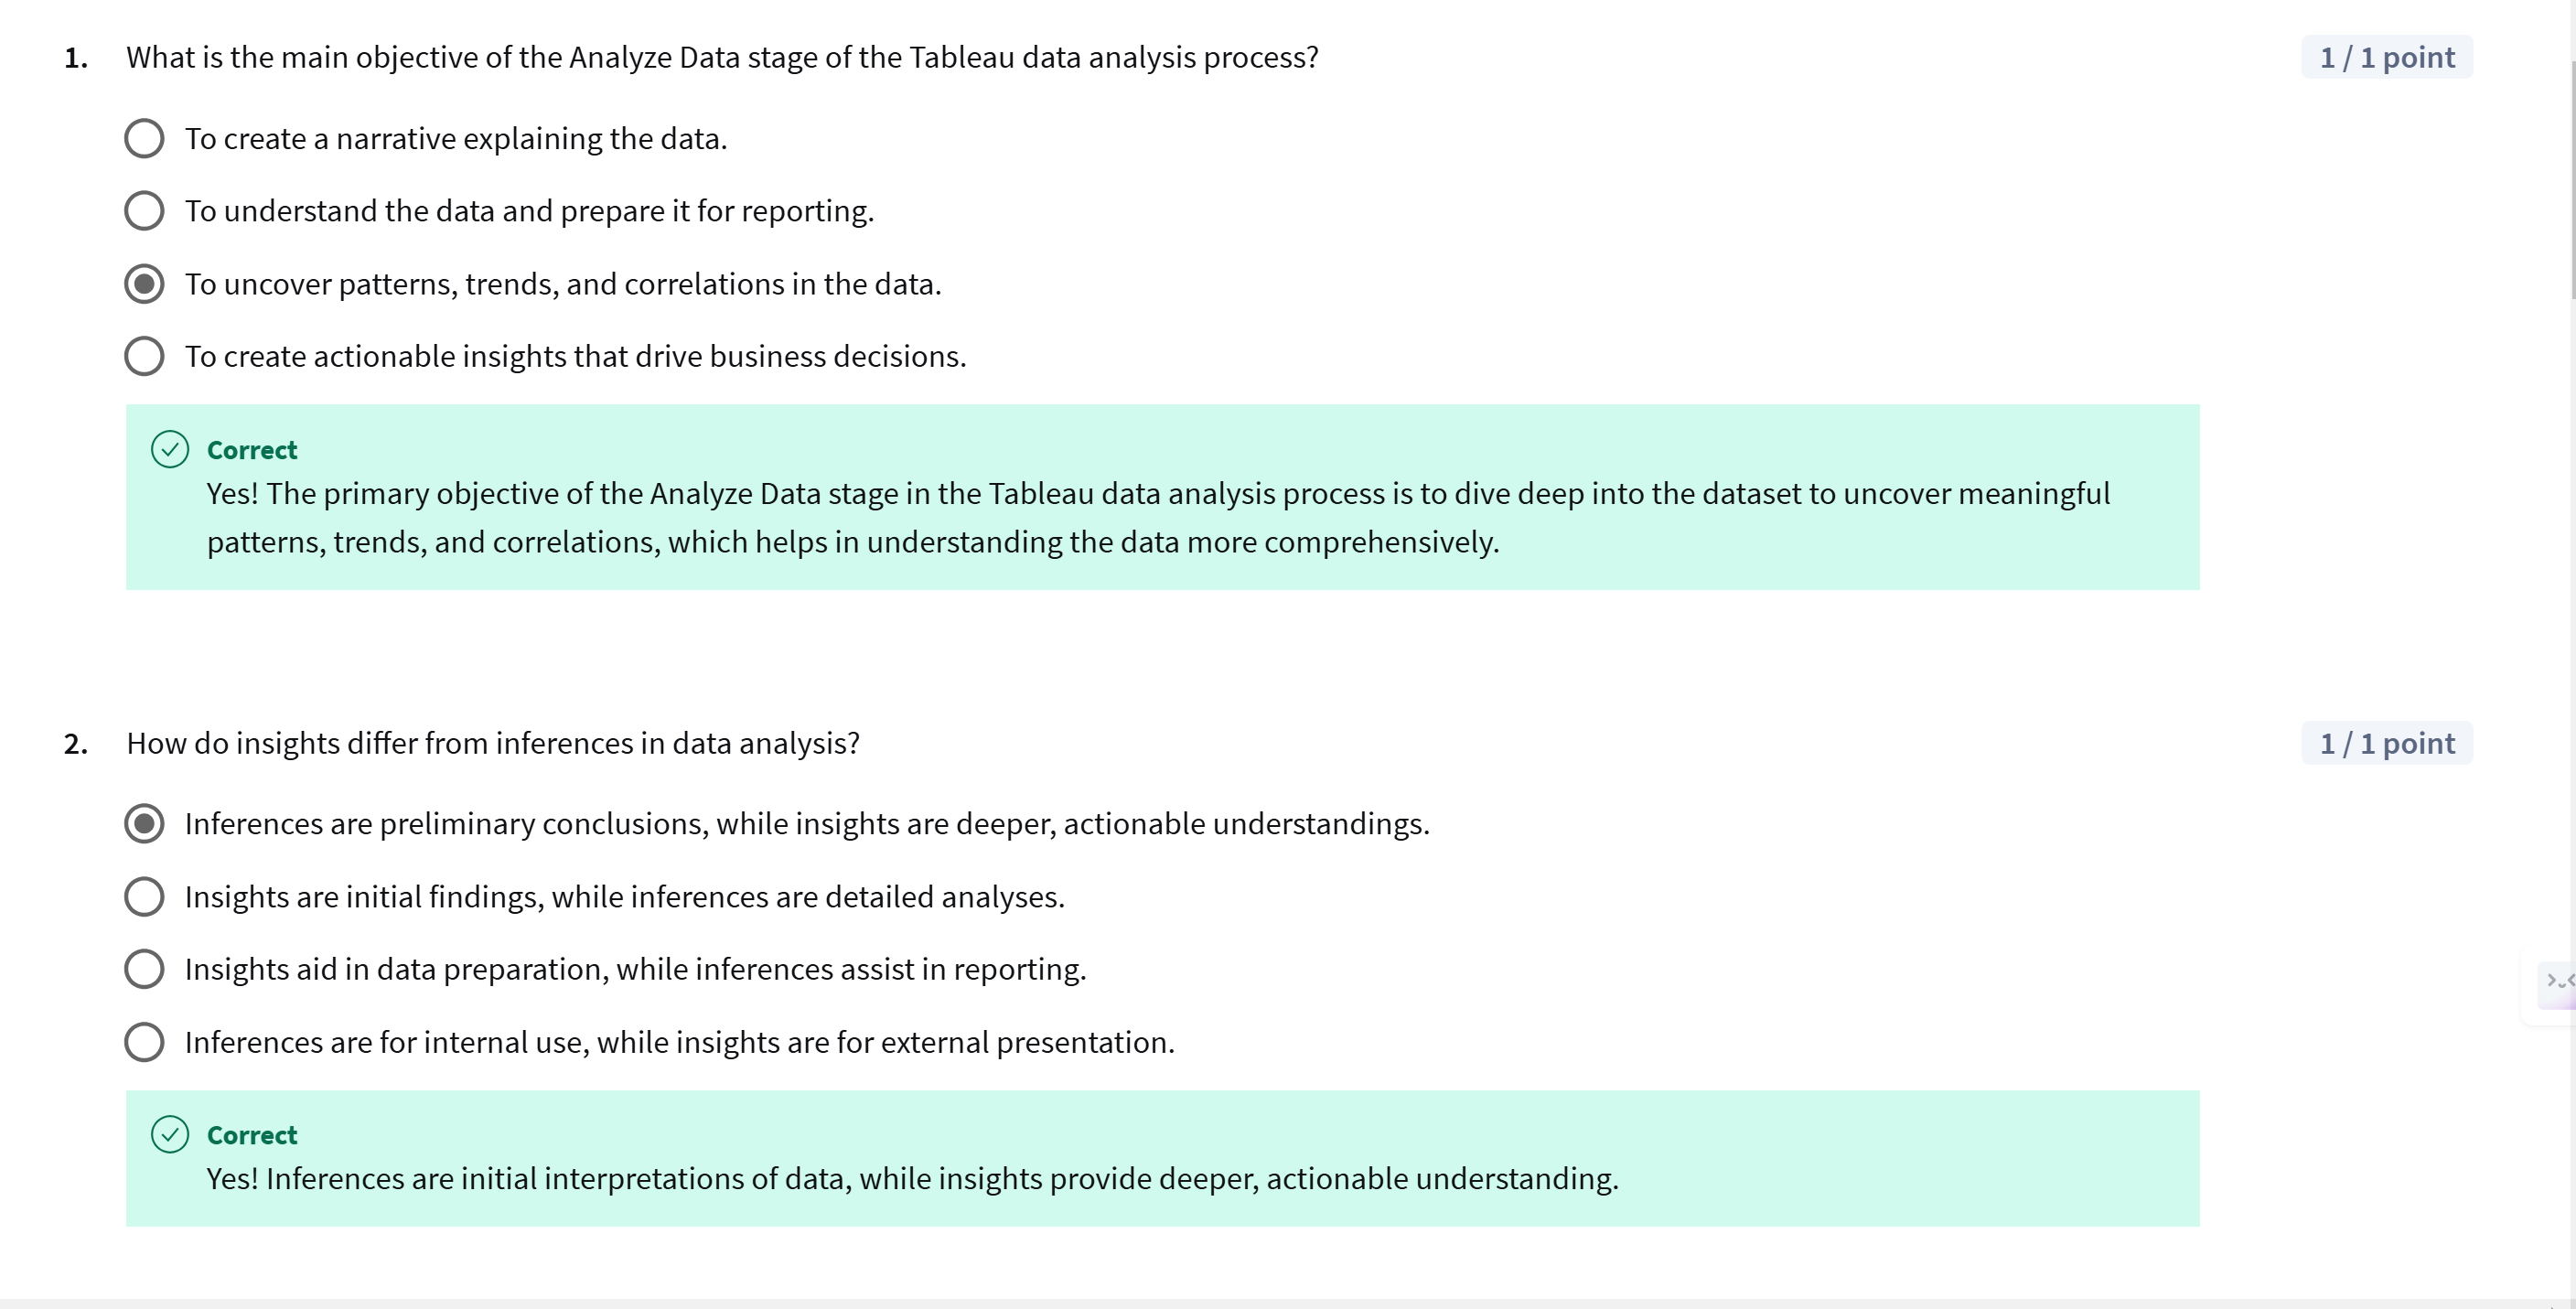 1. What is the main objective of the Analyze Data stage of the Tableau data analysis process?
1 / 1 point
To create a narrative explaining the data.
To understand the data and prepare it for reporting.
To uncover patterns, trends, and correlations in the data.
To create actionable insights that drive business decisions.
Correct
Yes! The primary objective of the Analyze Data stage in the Tableau data analysis process is to dive deep into the dataset to uncover meaningful
patterns, trends, and correlations, which helps in understanding the data more comprehensively.
2. How do insights differ from inferences in data analysis?
1 / 1 point
Inferences are preliminary conclusions, while insights are deeper, actionable understandings.
Insights are initial findings, while inferences are detailed analyses.
Insights aid in data preparation, while inferences assist in reporting.
Inferences are for internal use, while insights are for external presentation.
Correct
Yes! Inferences are initial interpretations of data, while insights provide deeper, actionable understanding.